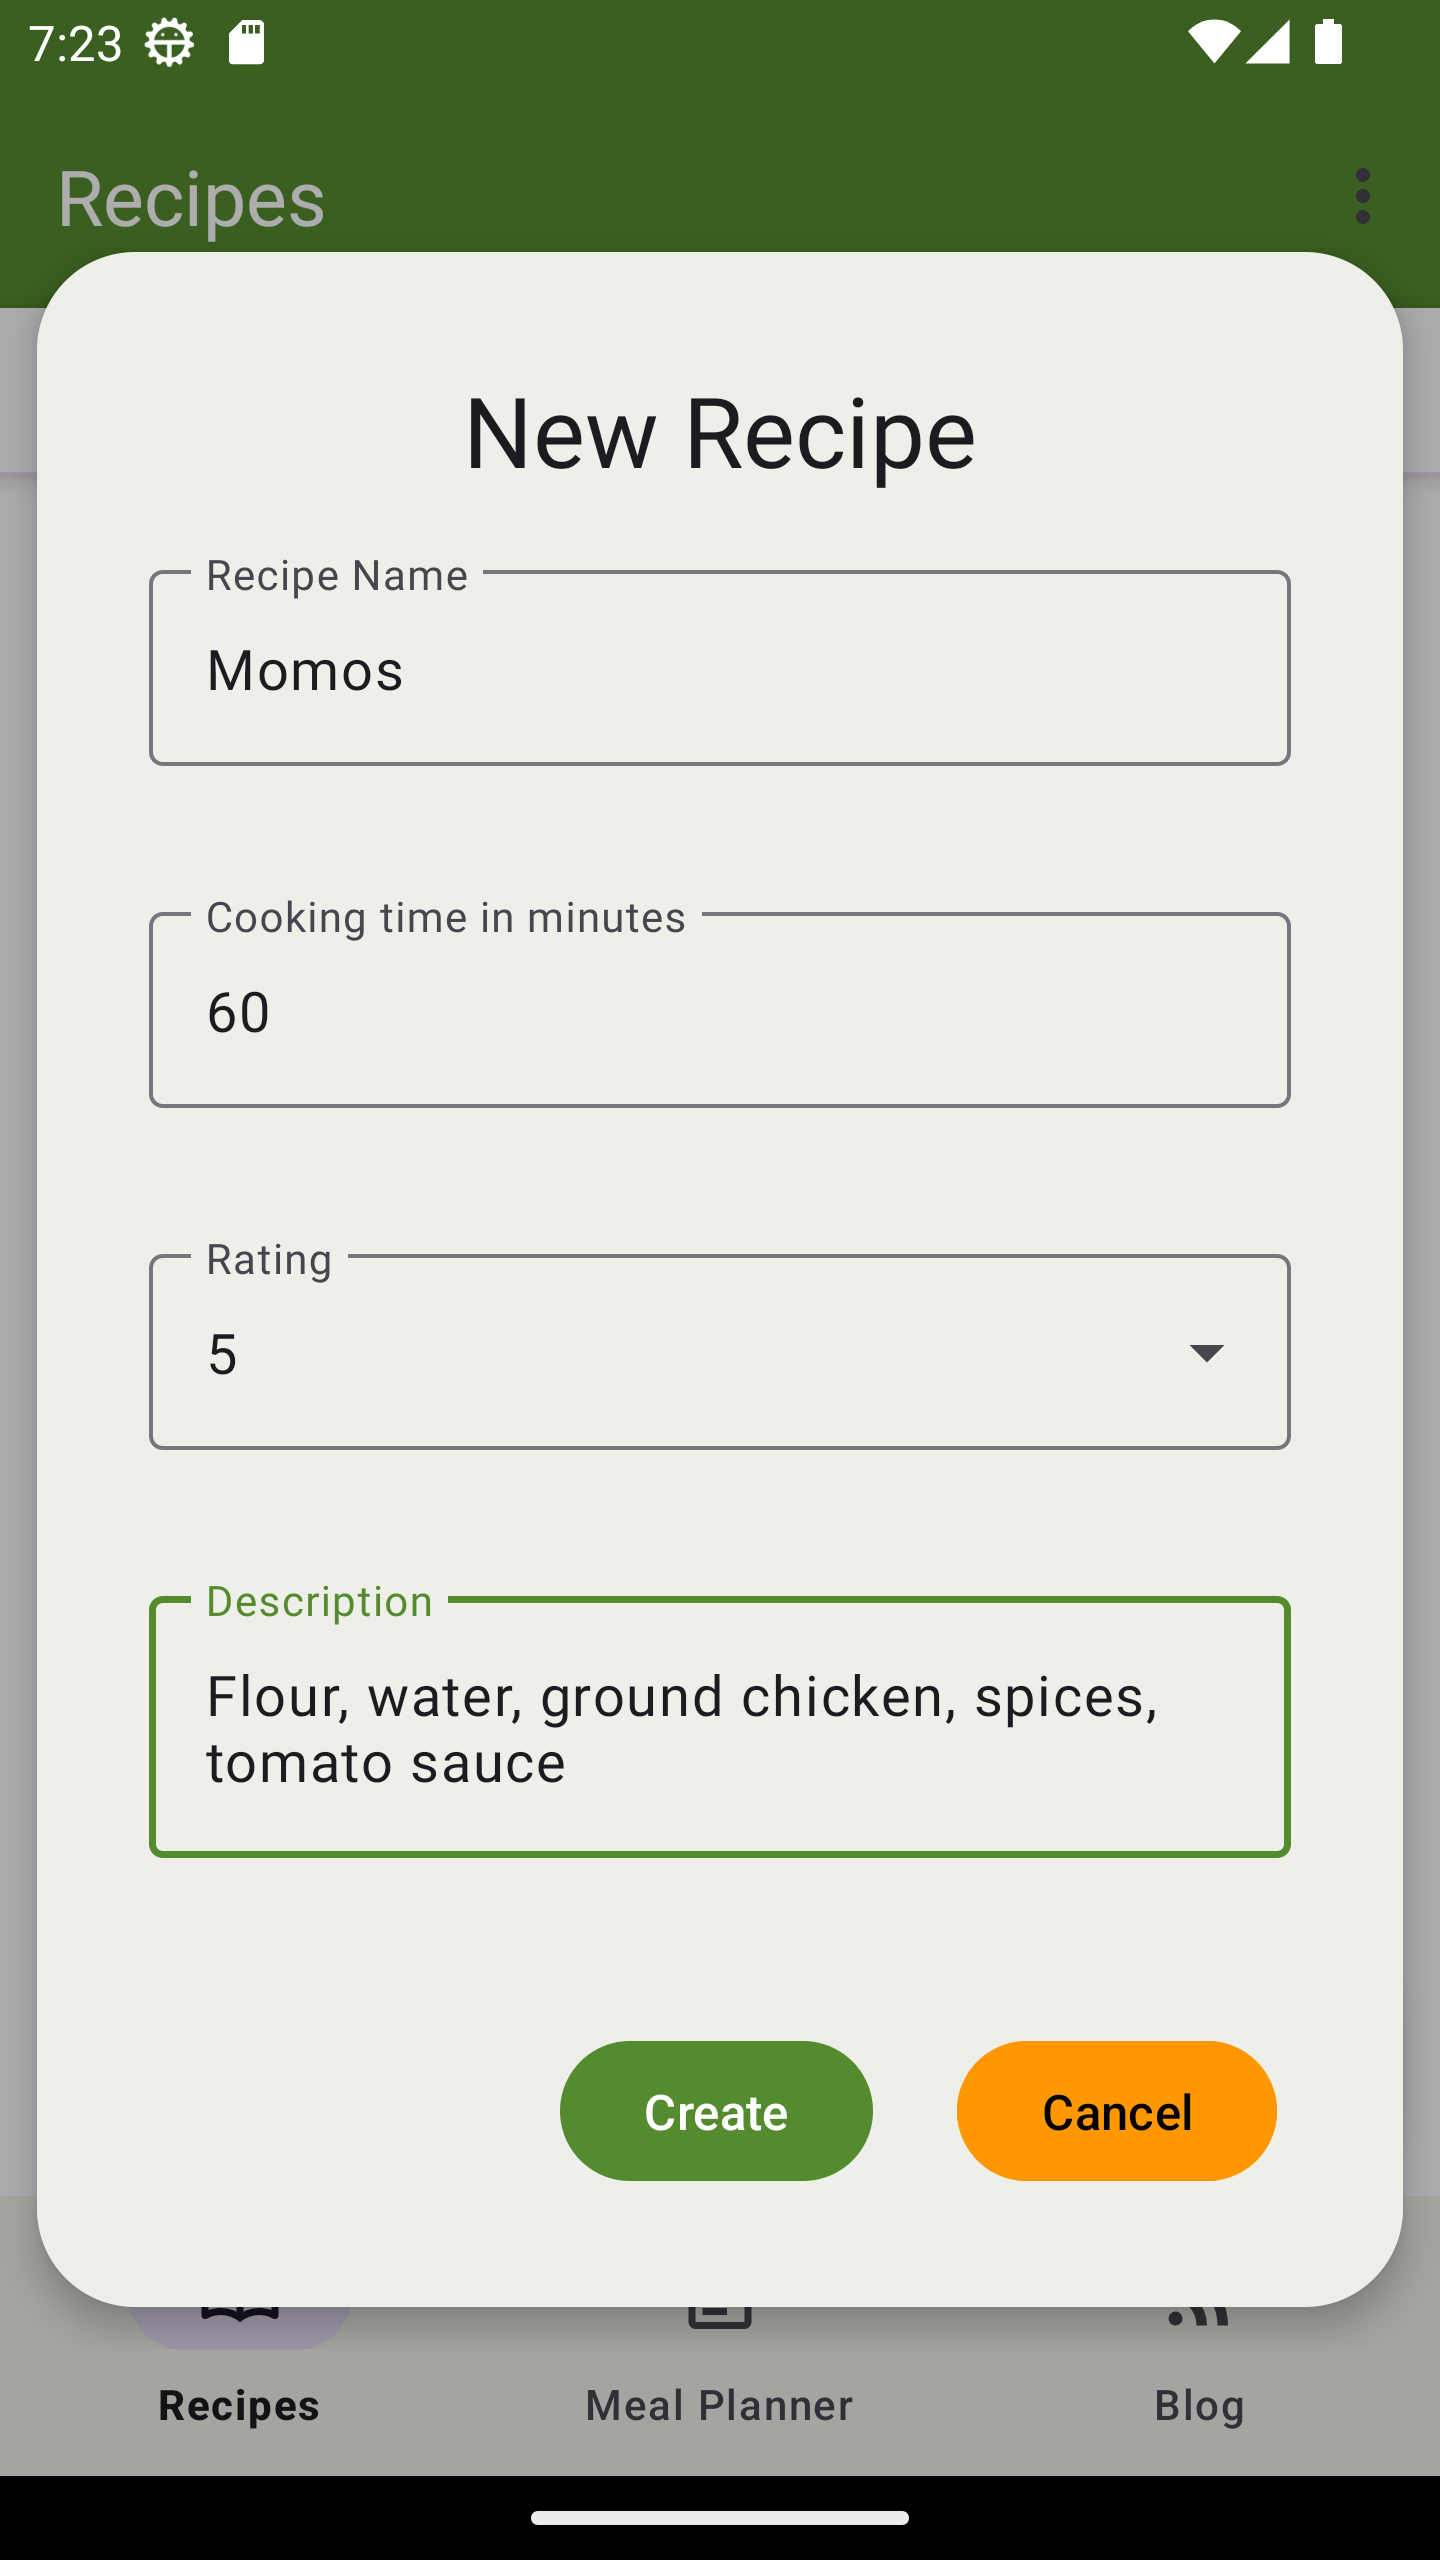 7:23
Recipes
New Recipe
Recipe Name
Momos
Cooking time in minutes
60
Rating
5
Description
Flour, water, ground chicken, spices,
tomato sauce
Create Cancel
Recipes Meal Planner Blog